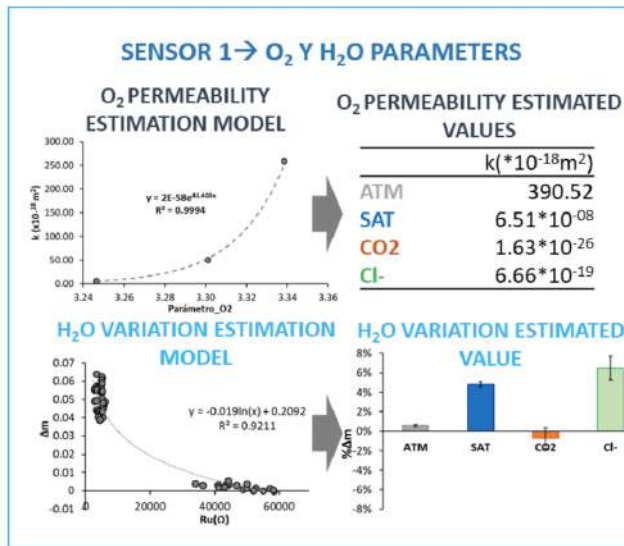 SENSOR 1→ O₂ Y H₂O PARAMETERS
O₂ PERMEABILITY
ESTIMATION MODEL
300.00
250.00
200.00
150.00
100.00
50.00
0.00
k (x10⁻¹⁸ m²)
R² = 0.9994
3.24
3.26
3.28
3.30
3.32
3.34
3.36
Parámetro_O2
O₂ PERMEABILITY ESTIMATED
VALUES
k(*10⁻¹⁸m²)
ATM 390.52
SAT 6.51*10⁻⁰⁸
CO2 1.63*10⁻²⁶
Cl- 6.66*10⁻¹⁹
H₂O VARIATION ESTIMATION
MODEL
0.07
0.06
0.05
0.04
0.03
0.02
0.01
0
-0.01
Δm
y = -0.019ln(x) + 0.2092
R² = 0.9211
0
20000
40000
60000
Ru(Ω)
H₂O VARIATION ESTIMATED
VALUE
8%
6%
4%
2%
0%
-2%
-4%
-6%
-8%
%Δm
ATM
SAT
CO2
Cl-